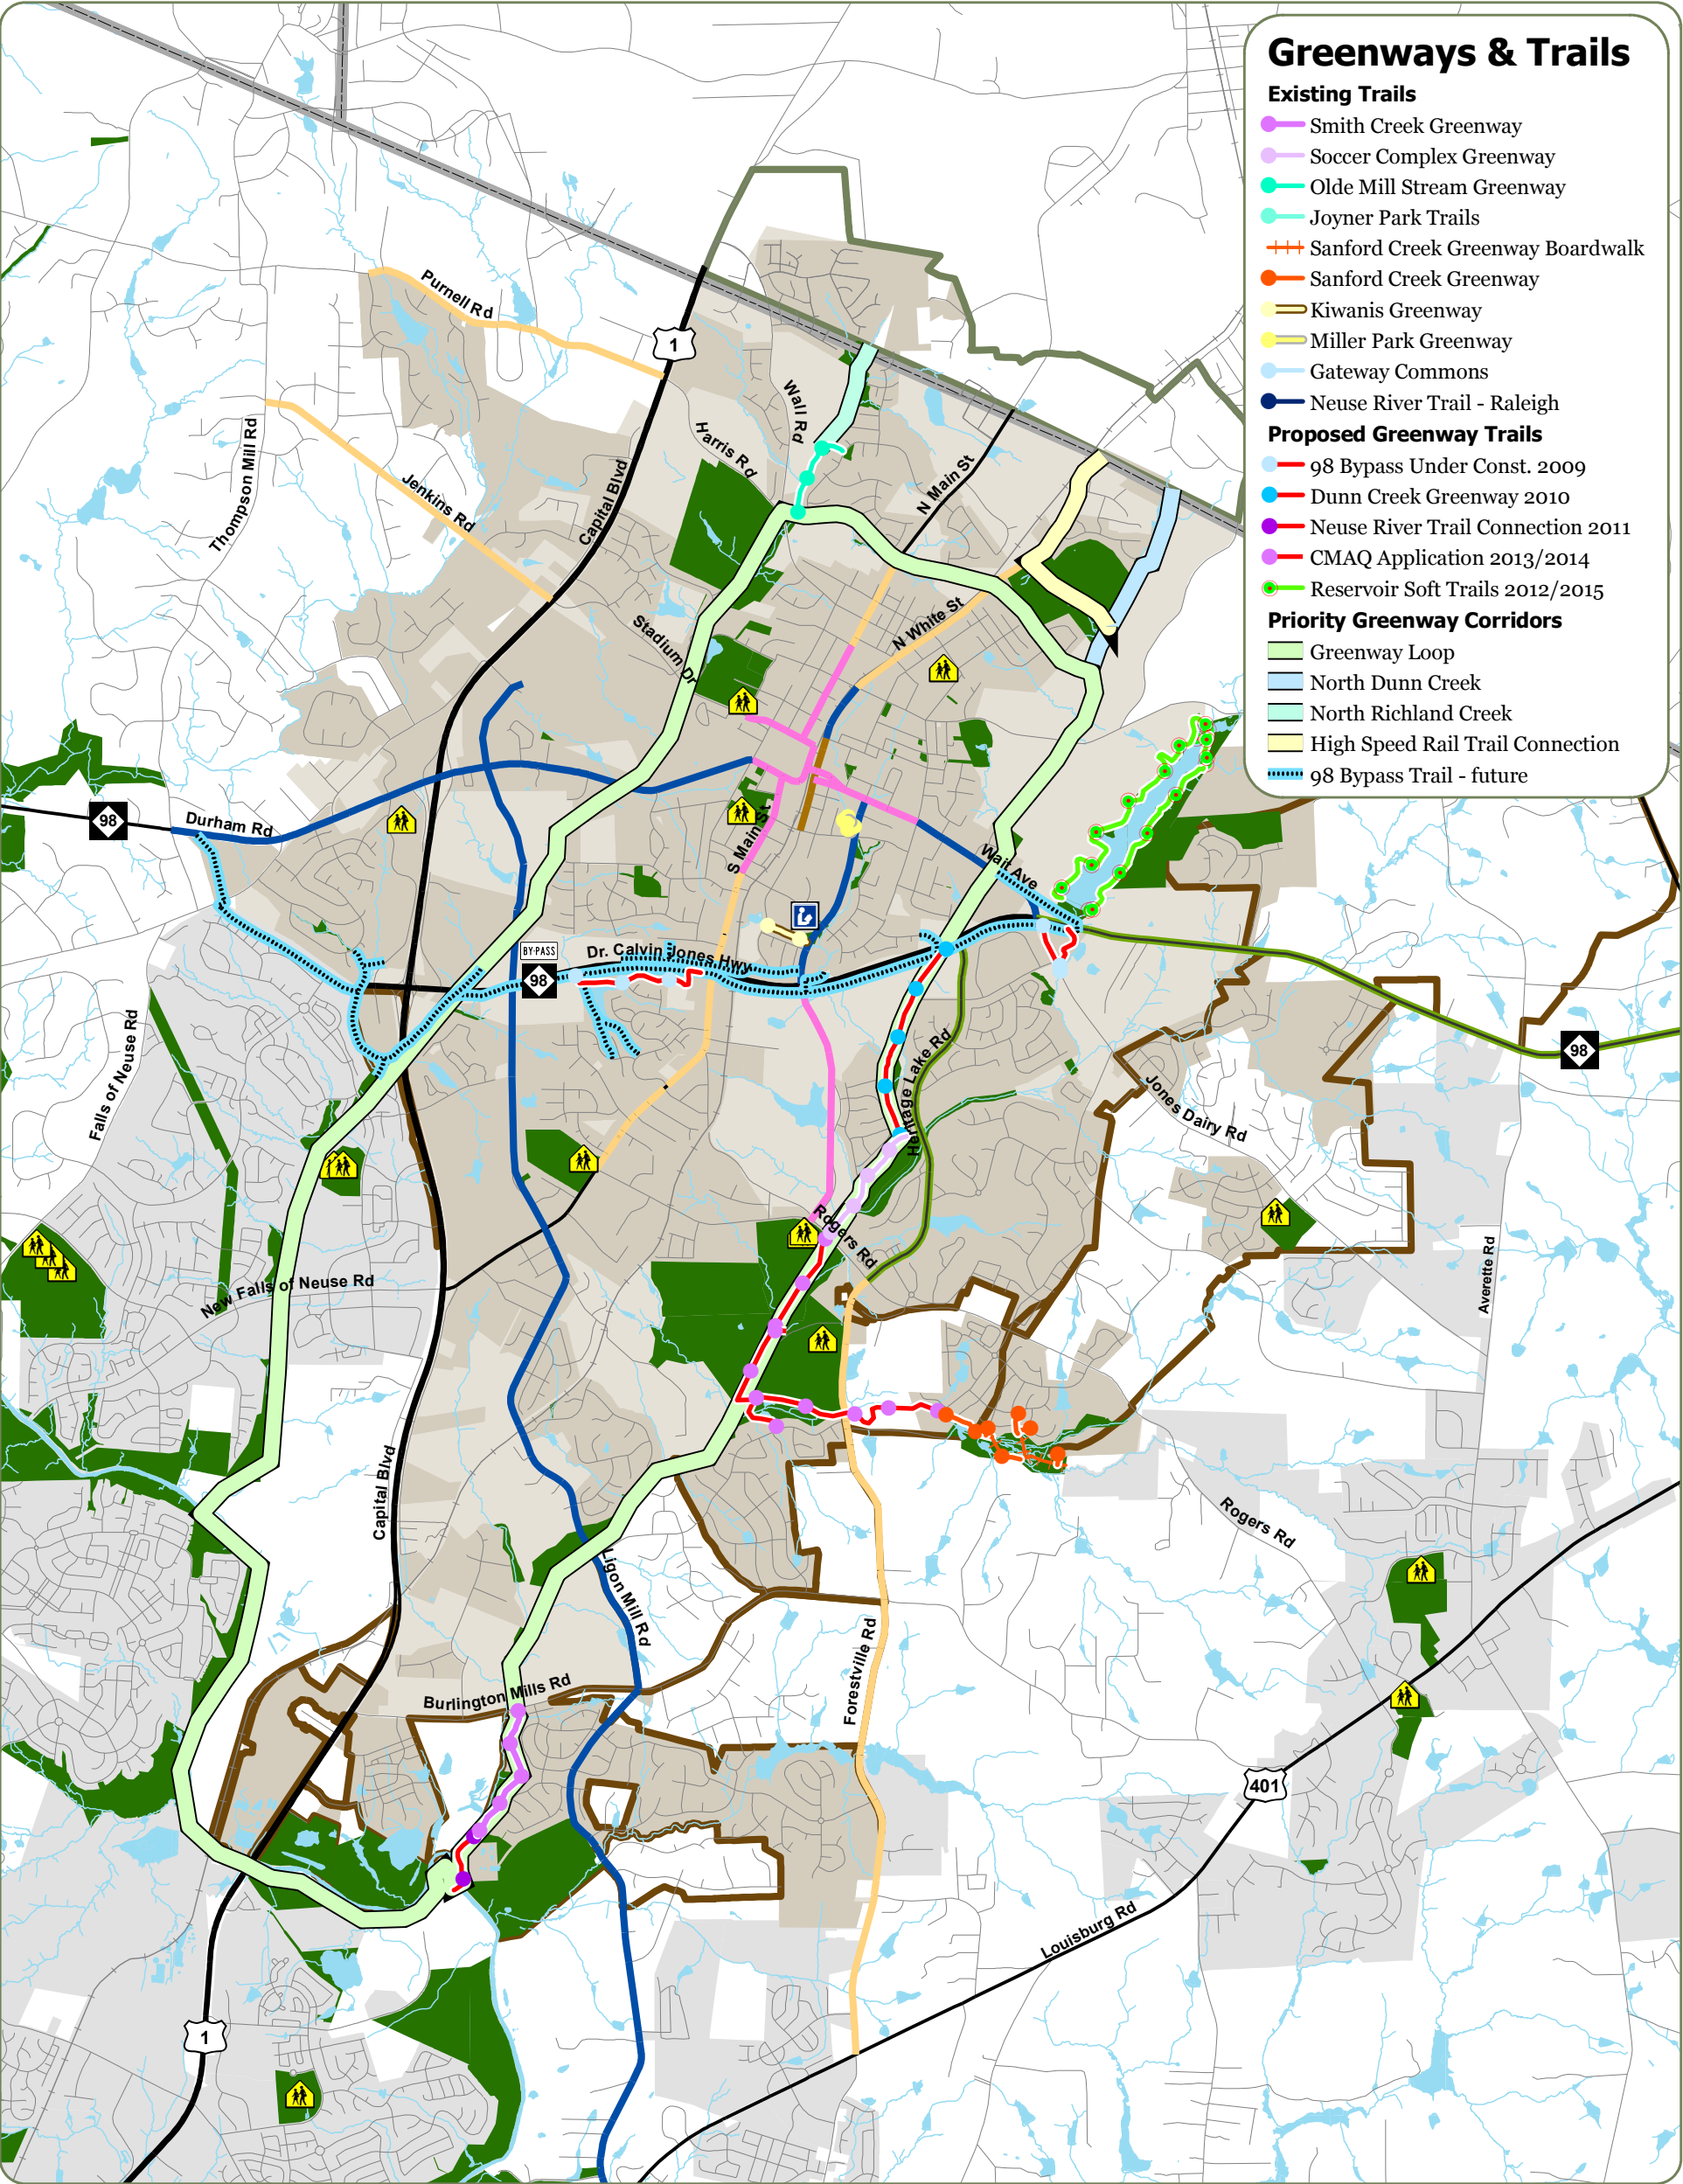 Greenways & Trails
Existing Trails
Smith Creek Greenway
Soccer Complex Greenway
Olde Mill Stream Greenway
Joyner Park Trails
Sanford Creek Greenway Boardwalk
Sanford Creek Greenway
Kiwanis Greenway
Miller Park Greenway
Gateway Commons
Neuse River Trail - Raleigh
Proposed Greenway Trails
98 Bypass Under Const. 2009
Dunn Creek Greenway 2010
Neuse River Trail Connection 2011
CMAQ Application 2013/2014
Reservoir Soft Trails 2012/2015
Priority Greenway Corridors
Greenway Loop
North Dunn Creek
North Richland Creek
High Speed Rail Trail Connection
98 Bypass Trail - future
Purnell Rd
1
Wall Rd
Harris Rd
Thompson Mill Rd
Jenkins Rd
Capital Blvd
N Main St
Stadium Dr
N White St
98
Durham Rd
S Main St
Wait Ave
BY-PASS
98
Dr. Calvin Jones Hwy
Falls of Neuse Rd
Heritage Lake Rd
98
Jones Dairy Rd
Rogers Rd
New Falls of Neuse Rd
Averette Rd
Capital Blvd
Rogers Rd
Ligon Mill Rd
Forestville Rd
Burlington Mills Rd
401
Louisburg Rd
1